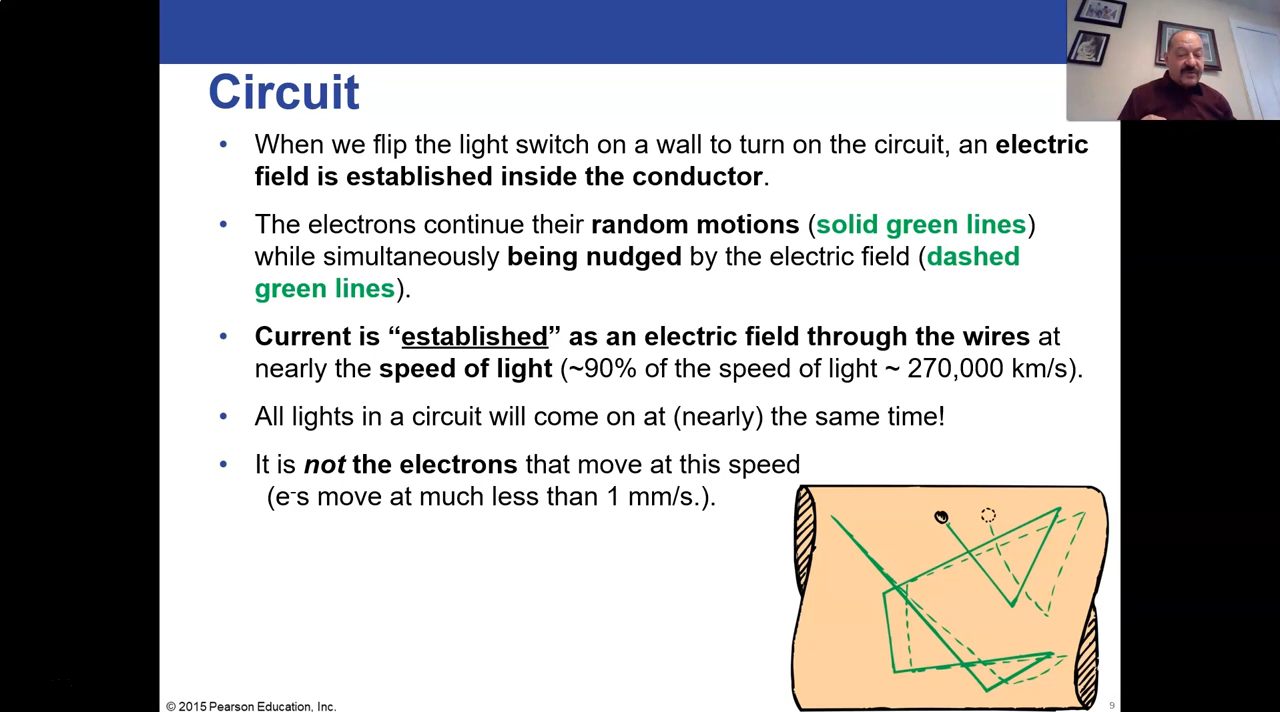 Circuit
• When we flip the light switch on a wall to turn on the circuit, an electric
field is established inside the conductor.
• The electrons continue their random motions (solid green lines)
while simultaneously being nudged by the electric field (dashed
green lines).
• Current is “established” as an electric field through the wires at
nearly the speed of light (~90% of the speed of light ~ 270,000 km/s).
• All lights in a circuit will come on at (nearly) the same time!
• It is not the electrons that move at this speed
(e⁻s move at much less than 1 mm/s.).
© 2015 Pearson Education, Inc.
9